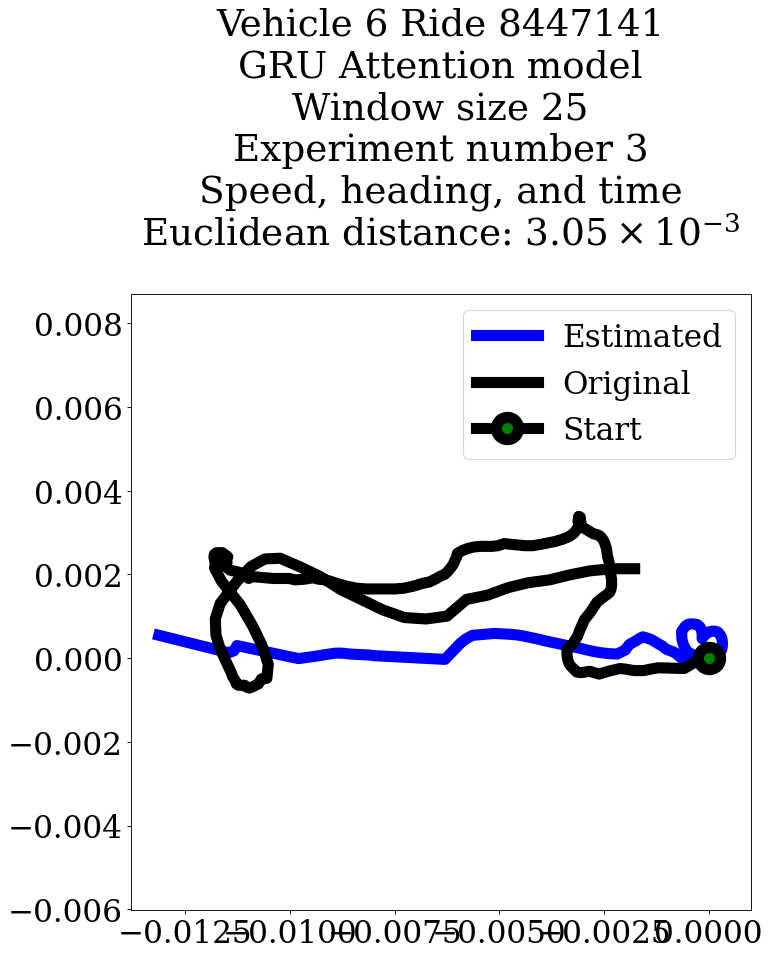 Vehicle 6 Ride 8447141
GRU Attention model
Window size 25
Experiment number 3
Speed, heading, and time
Euclidean distance: 3.05 × 10⁻³
Estimated
Original
Start
0.008
0.006
0.004
0.002
0.000
−0.002
−0.004
−0.006
−0.0125 −0.0100 −0.0075 −0.0050 −0.0025 0.0000